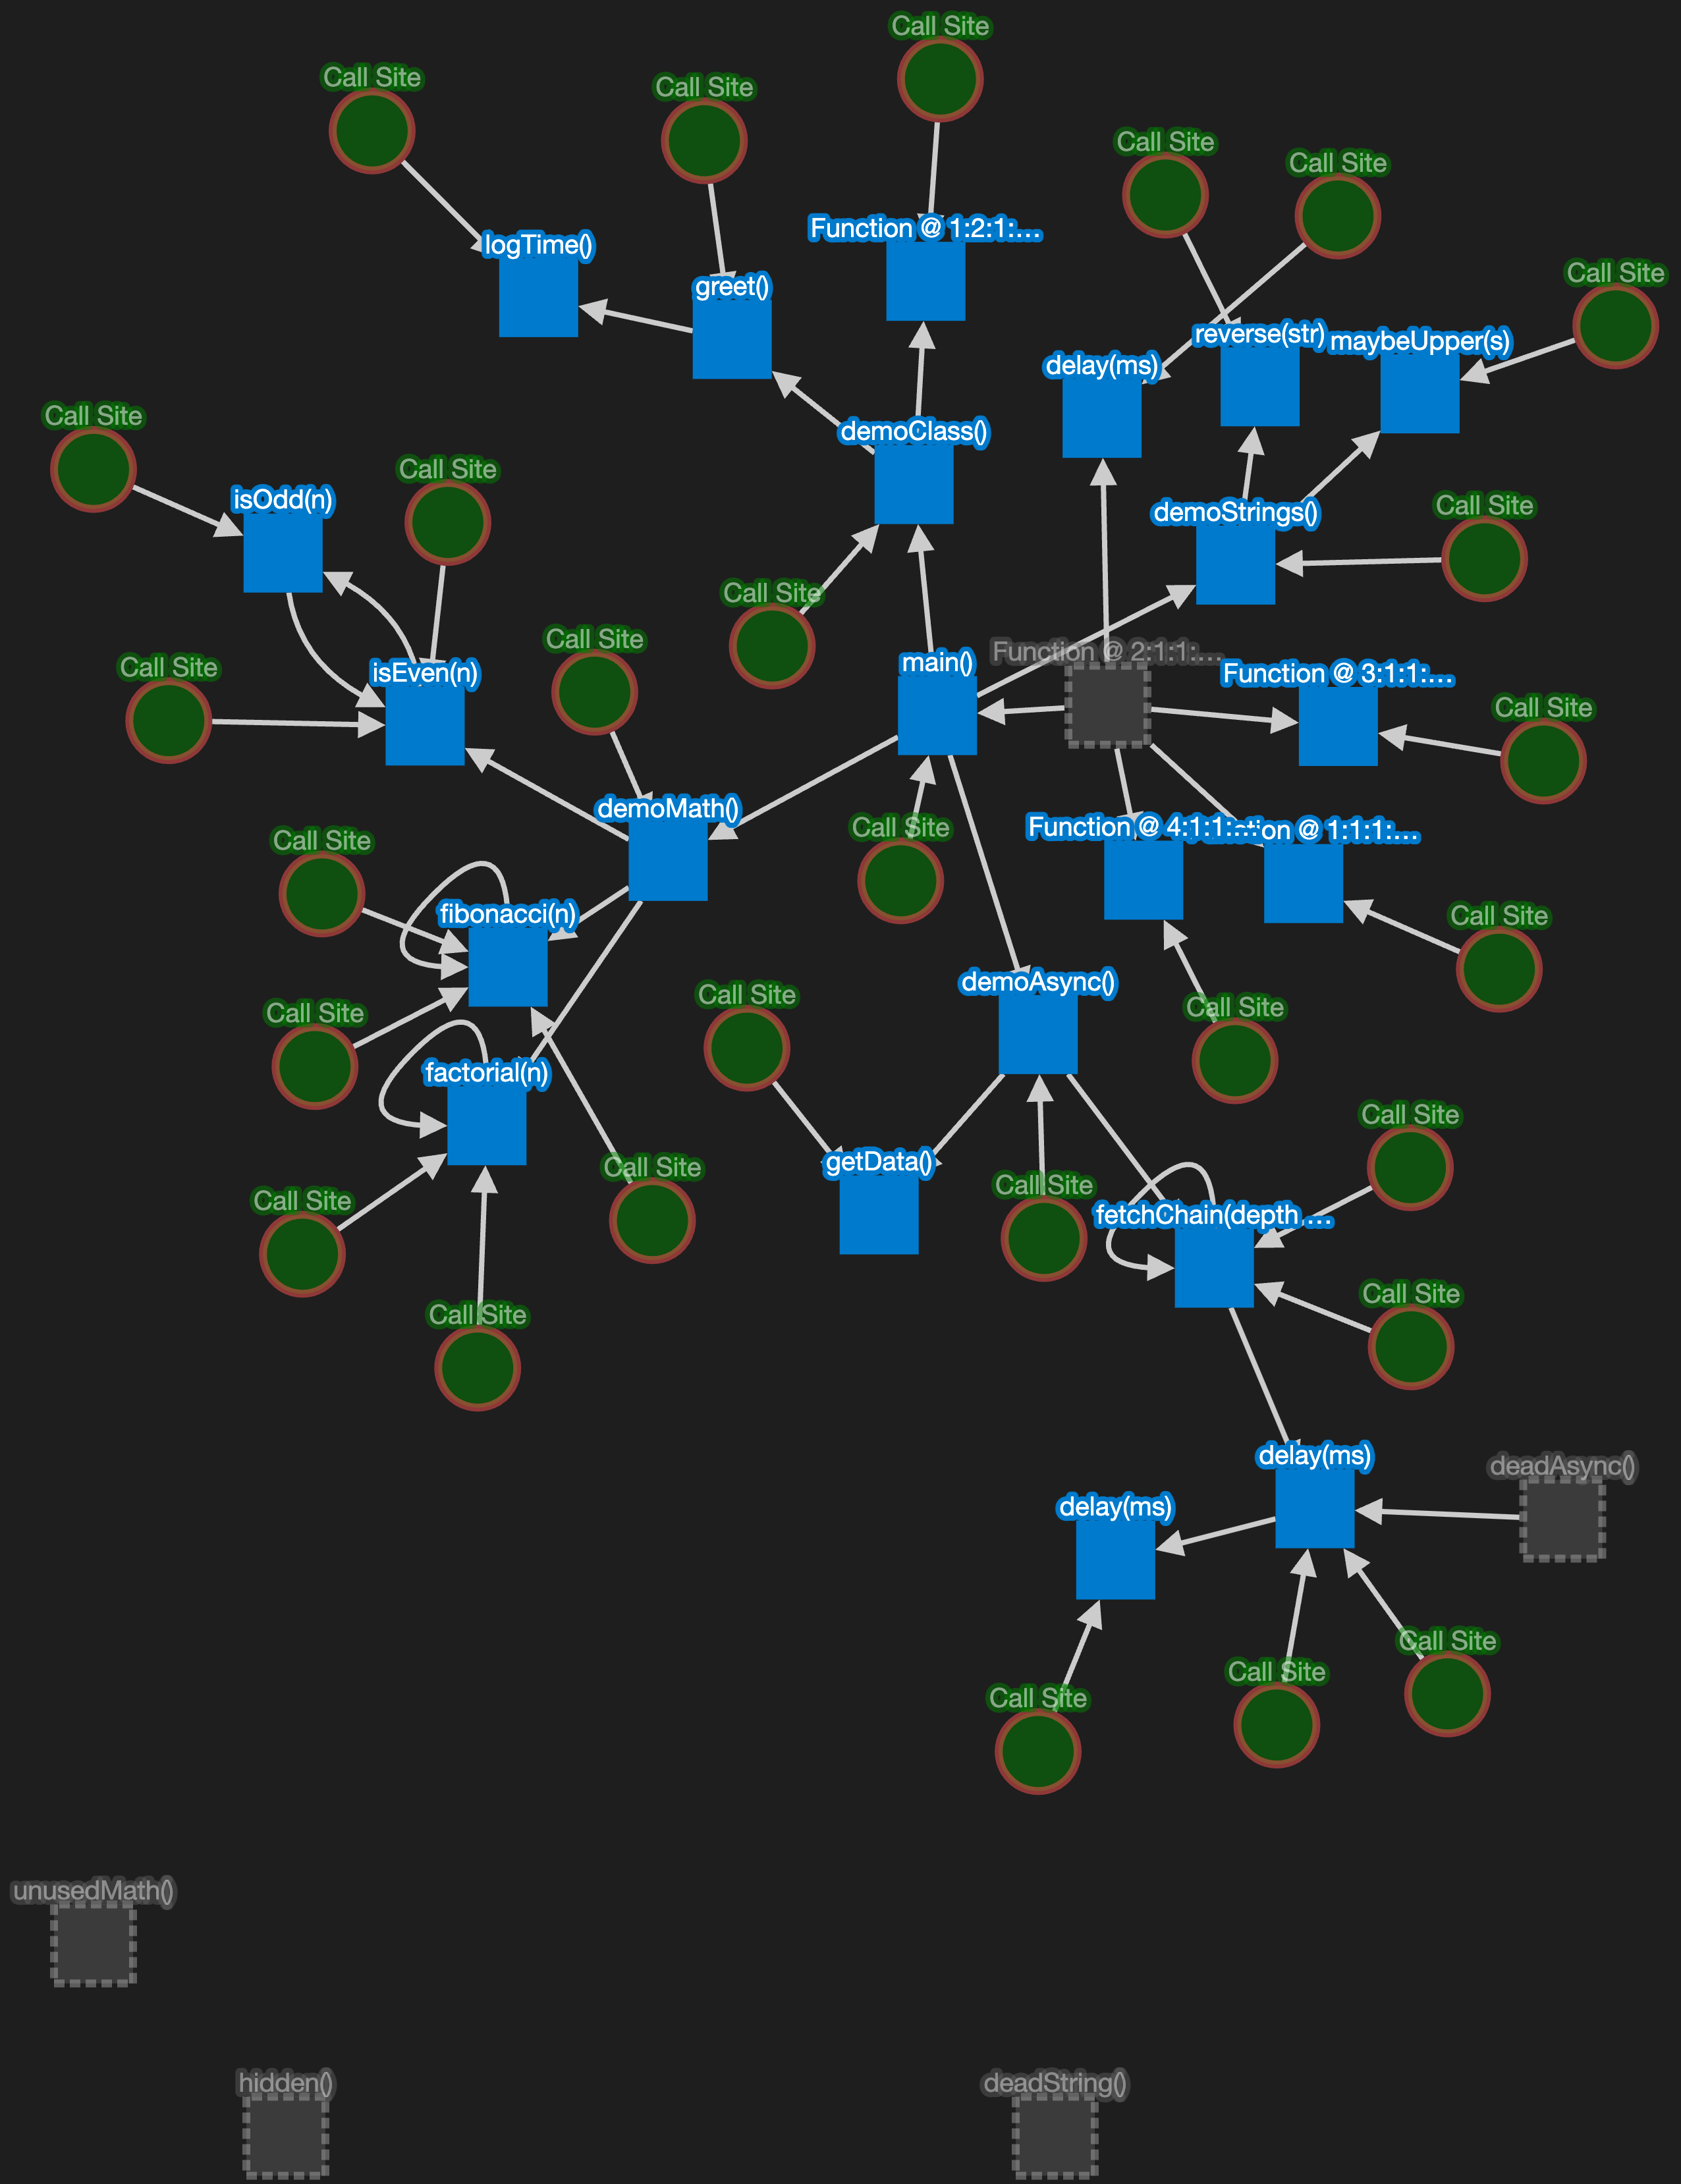 Call Site
Call Site
Call Site
Call Site
Call Site
Function @ 1:2:1:...
logTime()
Call Site
greet()
reverse(str)
maybeUpper(s)
delay(ms)
Call Site
demoClass()
Call Site
isOdd(n)
Call Site
demoStrings()
Call Site
Call Site
Function @ 2:1:1:...
main()
Call Site
isEven(n)
Function @ 3:1:1:...
Call Site
demoMath()
Call Site
Function @ 4:1:1:...
ction @ 1:1:1:...
Call Site
fibonacci(n)
Call Site
demoAsync()
Call Site
Call Site
Call Site
factorial(n)
Call Site
getData()
Call Site
Call Site
Call Site
fetchChain(depth ...
Call Site
Call Site
delay(ms)
deadAsync()
delay(ms)
Call Site
Call Site
Call Site
unusedMath()
hidden()
deadString()